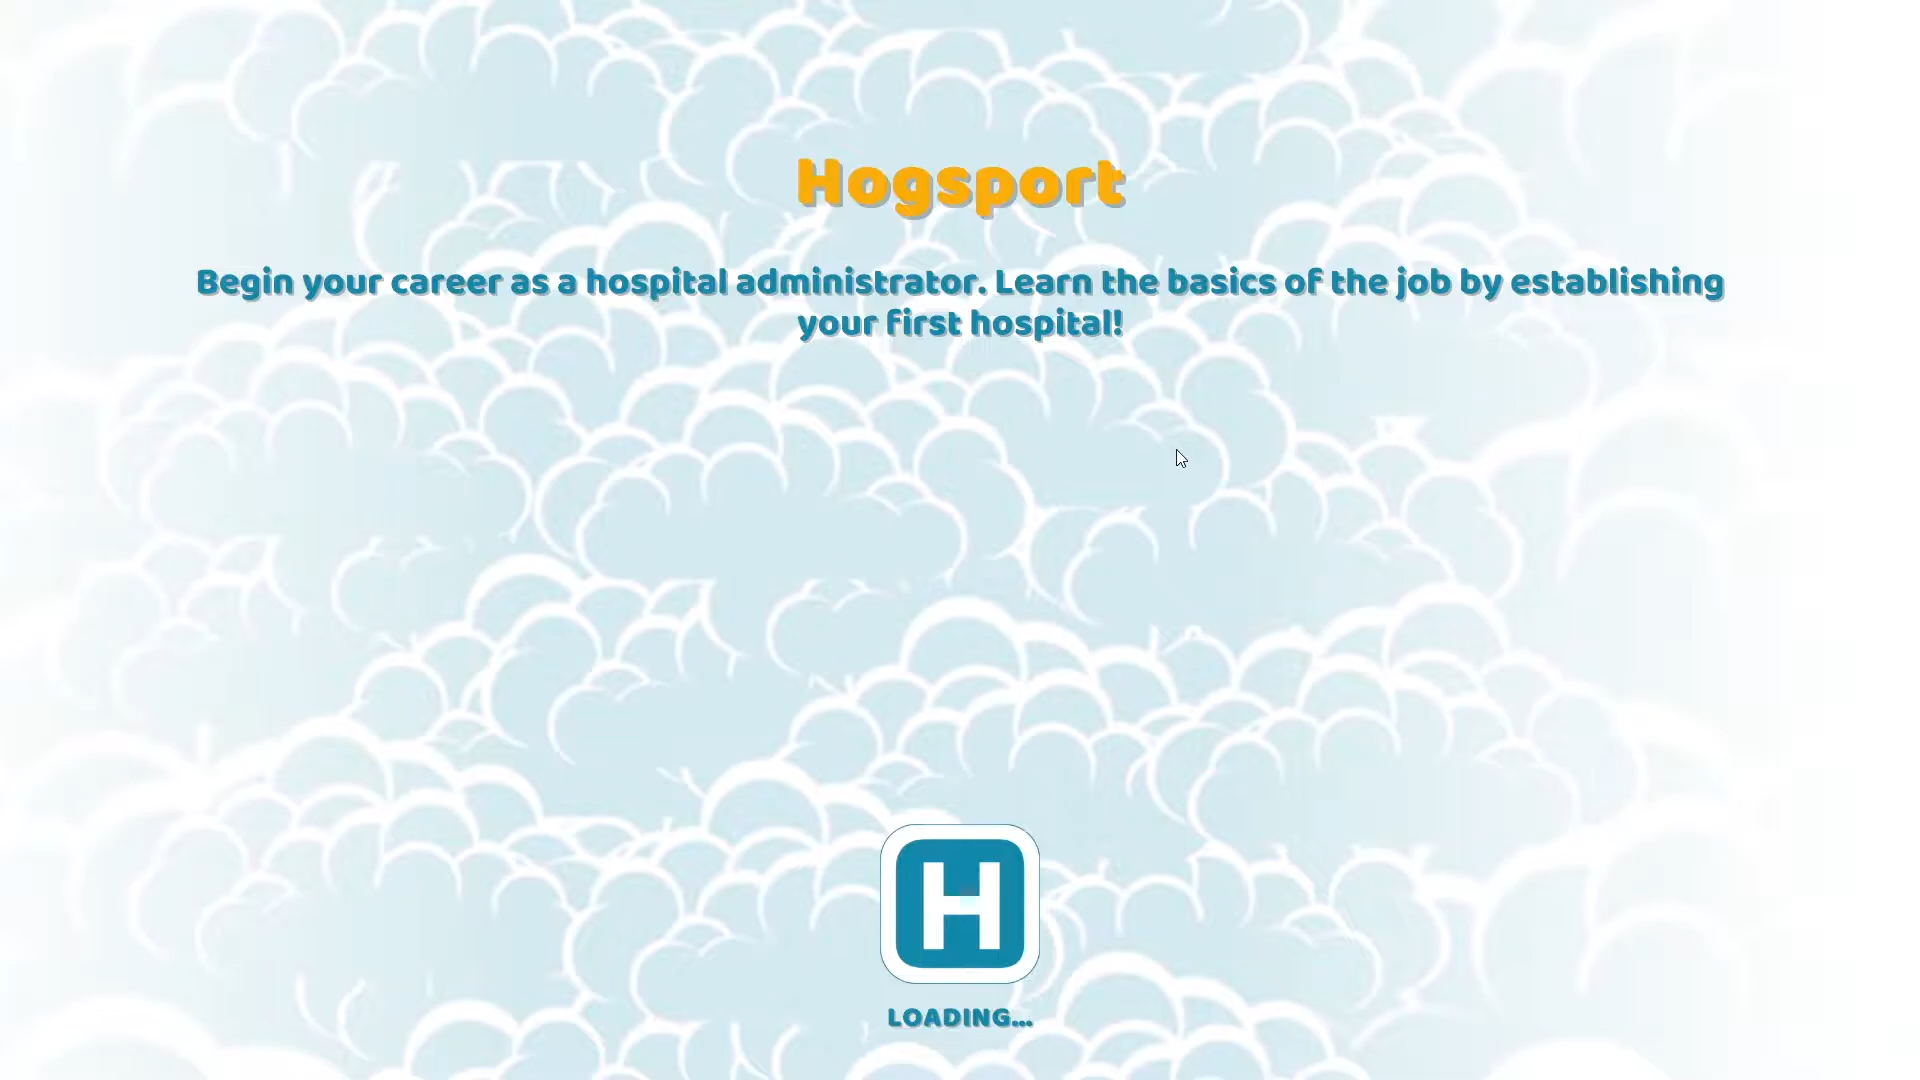 Hogsport
Begin your career as a hospital administrator. Learn the basics of the job by establishing
your first hospital!
H
LOADING...